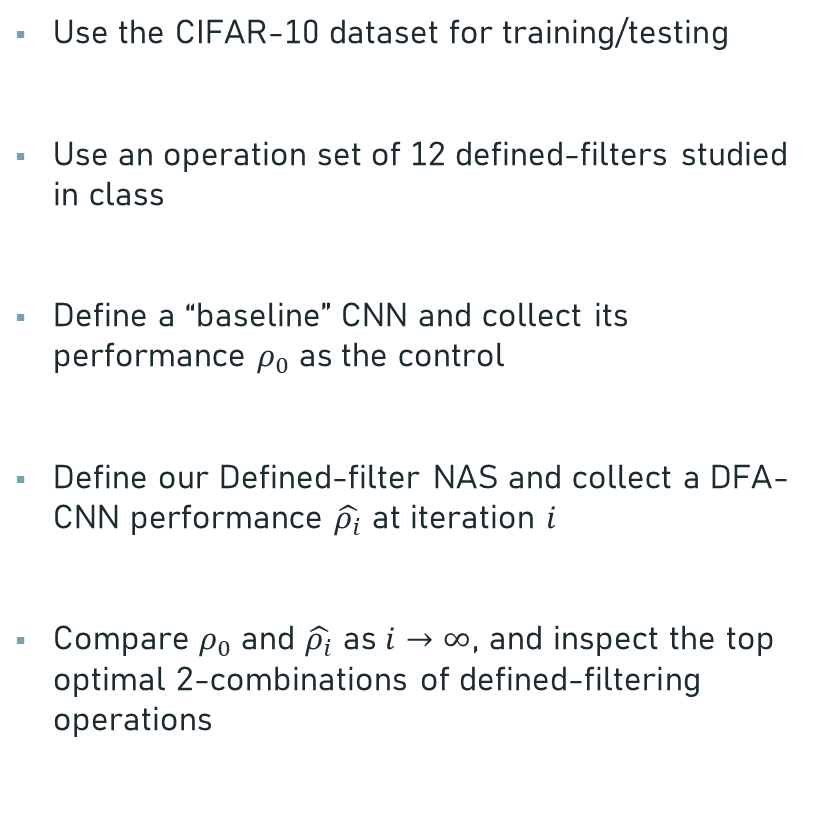 ▪ Use the CIFAR-10 dataset for training/testing
▪ Use an operation set of 12 defined-filters studied
in class
▪ Define a “baseline” CNN and collect its
performance ρ₀ as the control
▪ Define our Defined-filter NAS and collect a DFA-
CNN performance ρ̂ᵢ at iteration i
▪ Compare ρ₀ and ρ̂ᵢ as i → ∞, and inspect the top
optimal 2-combinations of defined-filtering
operations